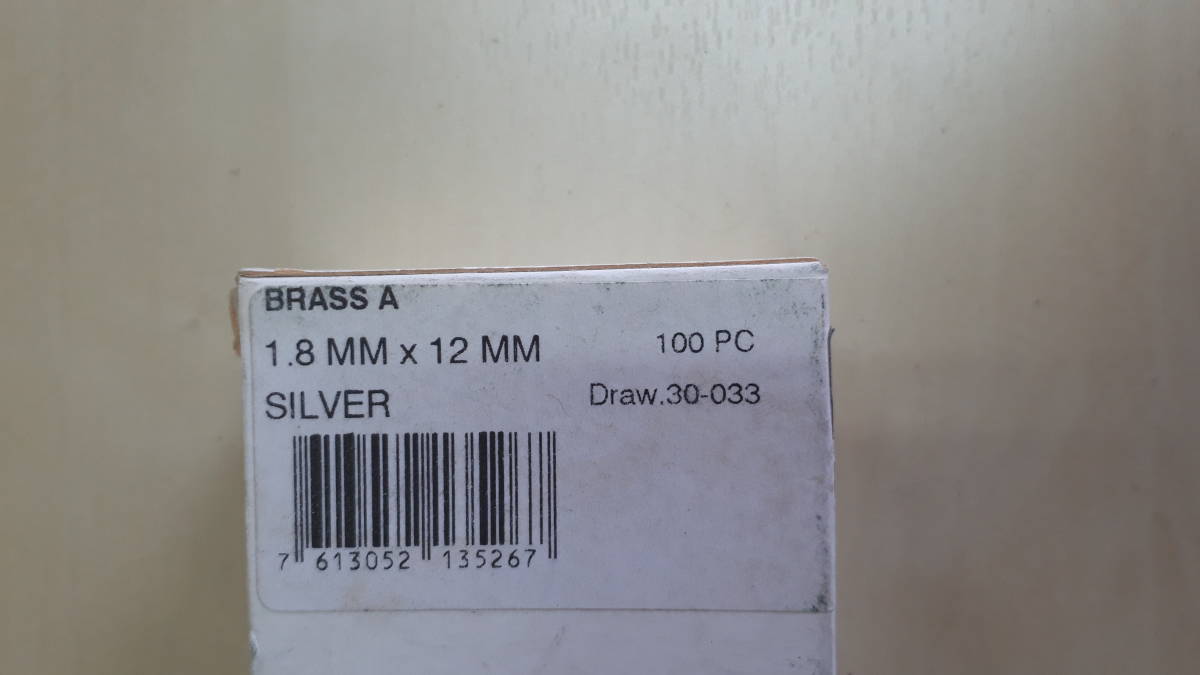 BRASS A
1.8 MM x 12 MM 100 PC
SILVER Draw.30-033
7 613052 135267